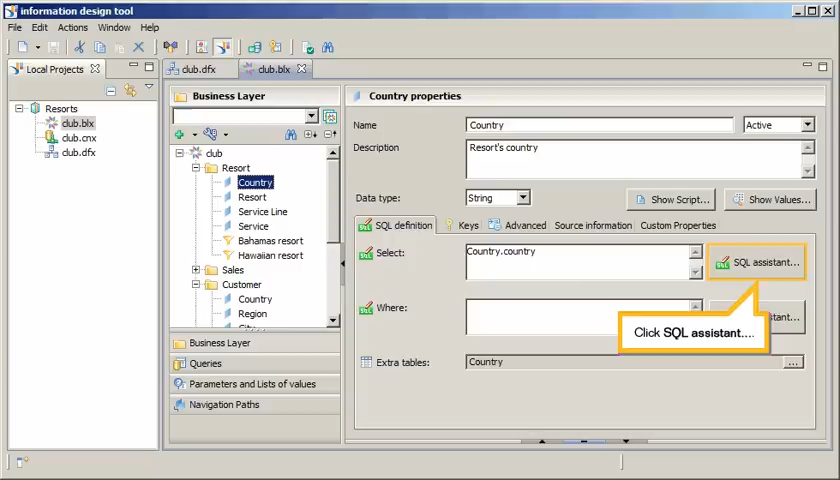 information design tool
File Edit Actions Window Help
Local Projects
Resorts
club.blx
club.cnx
club.dfx
club.dfx club.blx
Business Layer
club
Resort
Country
Resort
Service Line
Service
Bahamas resort
Hawaiian resort
Sales
Customer
Country
Region
Business Layer
Queries
Parameters and Lists of values
Navigation Paths
Country properties
Name Country Active
Description Resort's country
Data type: String Show Script... Show Values...
SQL definition Keys Advanced Source information Custom Properties
Select: Country.country SQL assistant...
Where:
Click SQL assistant....
Extra tables: Country ...